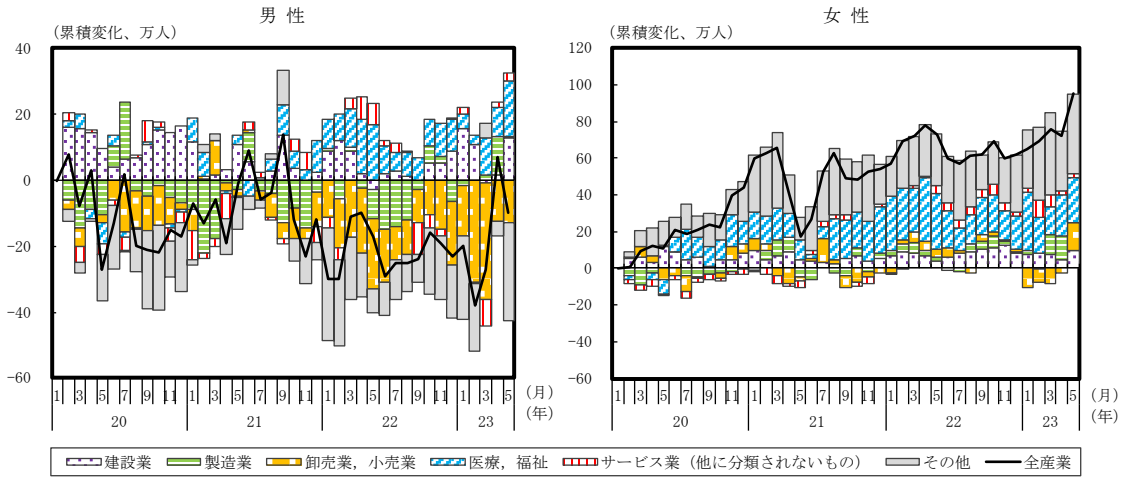 男 性
（累積変化、万人）
40
20
0
−20
−40
−60
1 3 5 7 9 11 1 3 5 7 9 11 1 3 5 7 9 11 1 3 5 （月）
20 21 22 23 （年）
女 性
（累積変化、万人）
120
100
80
60
40
20
0
−20
−40
−60
1 3 5 7 9 11 1 3 5 7 9 11 1 3 5 7 9 11 1 3 5 （月）
20 21 22 23 （年）
建設業 製造業 卸売業，小売業 医療，福祉 サービス業（他に分類されないもの） その他 全産業